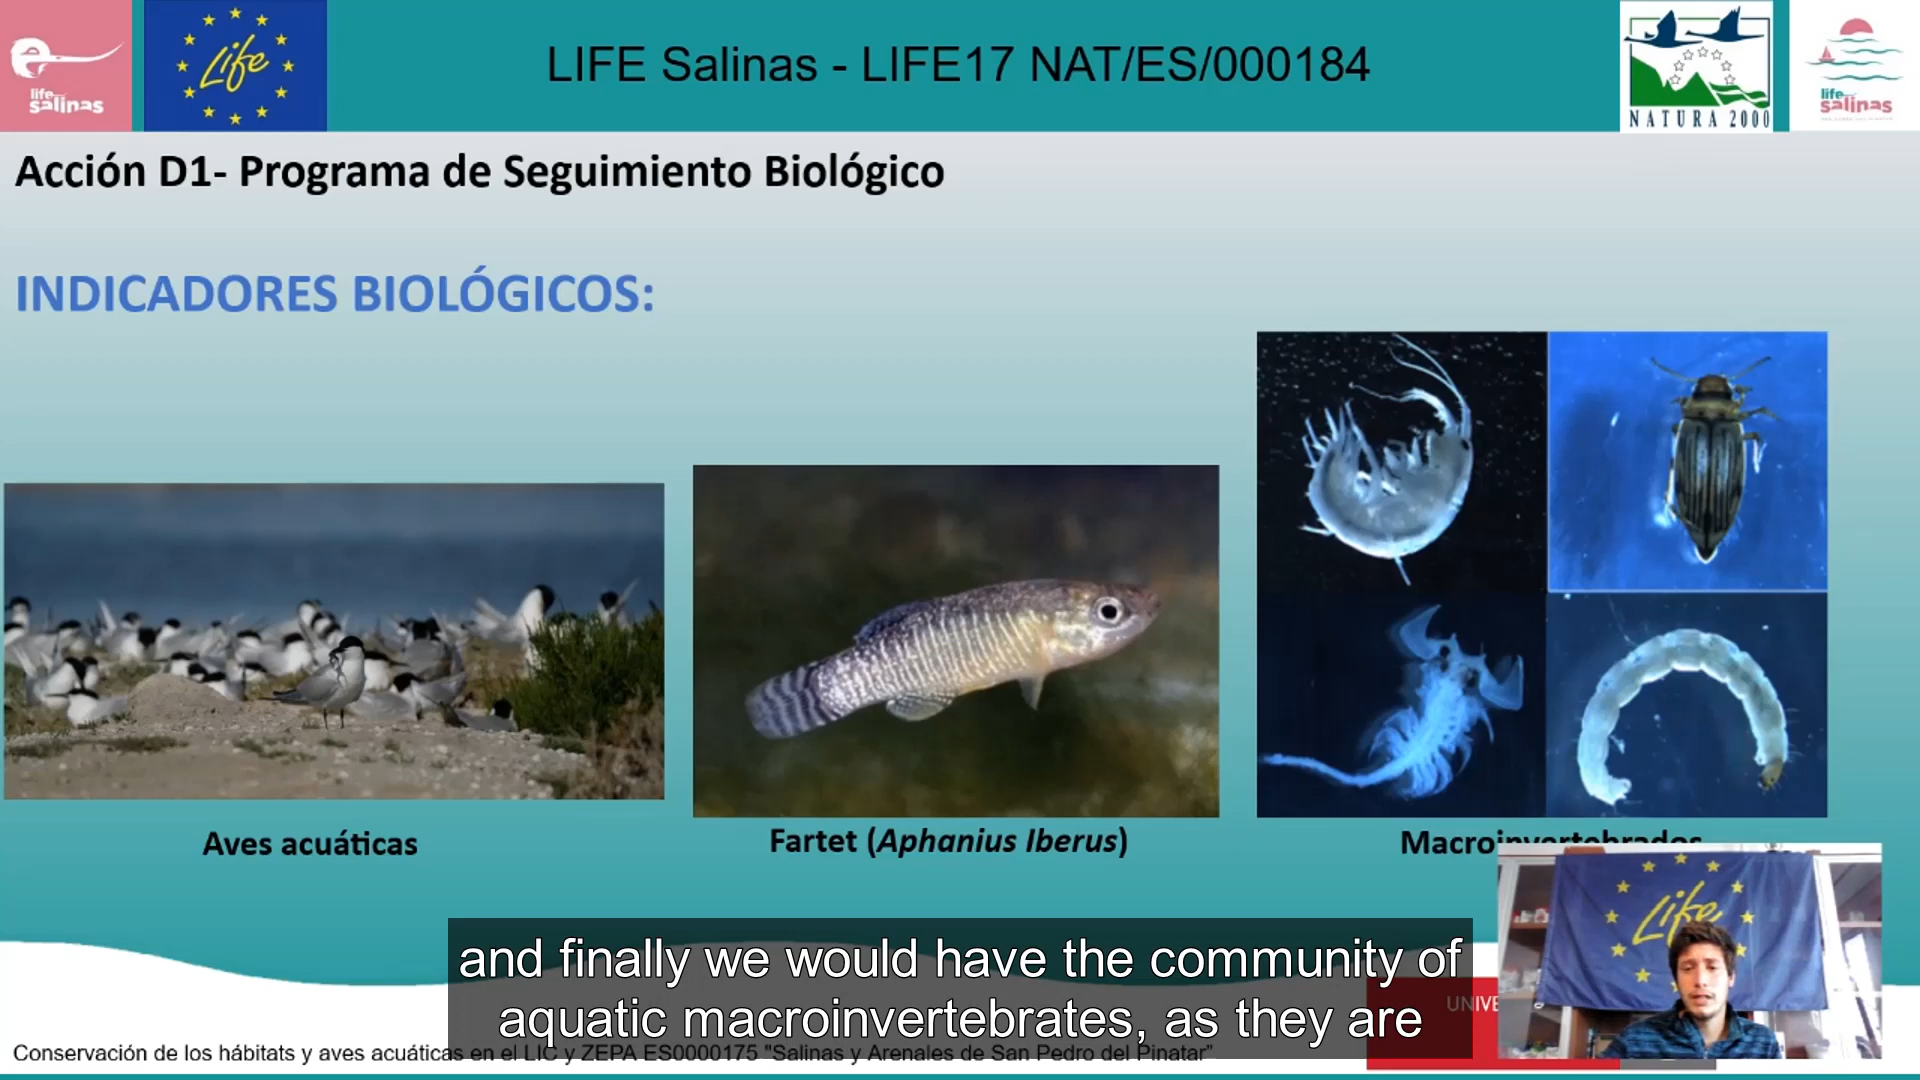 life
salinas
Life
LIFE Salinas - LIFE17 NAT/ES/000184
NATURA 2000
life
salinas
Acción D1- Programa de Seguimiento Biológico
INDICADORES BIOLÓGICOS:
Aves acuáticas
Fartet (Aphanius Iberus)
Macroinvertebrados
Life
and finally we would have the community of
aquatic macroinvertebrates, as they are
UNIVE
Conservación de los hábitats y aves acuáticas en el LIC y ZEPA ES0000175 "Salinas y Arenales de San Pedro del Pinatar"